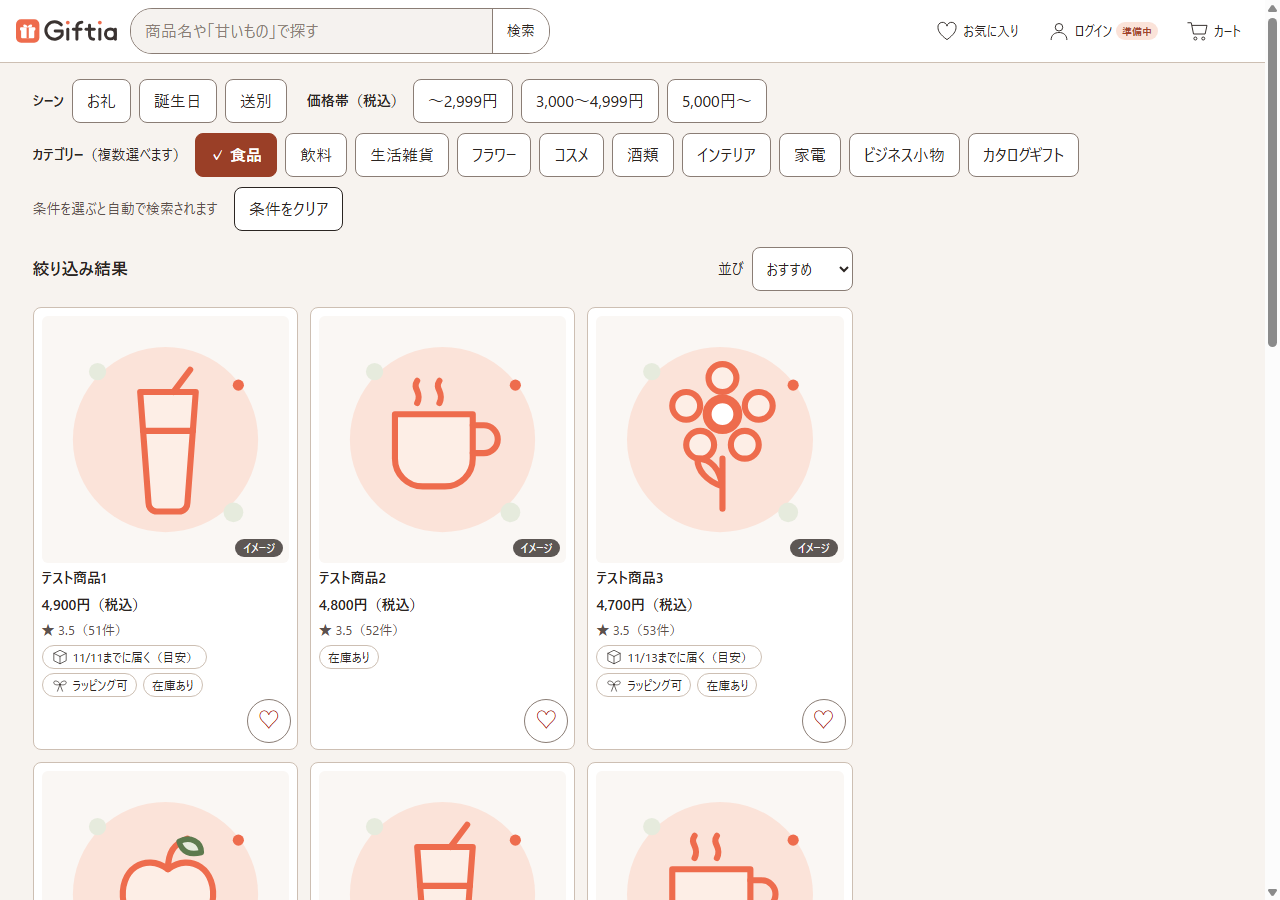 Giftia 商品名や「甘いもの」で探す 検索 お気に入り ログイン 準備中 カート
シーン お礼 誕生日 送別 価格帯（税込） ～2,999円 3,000～4,999円 5,000円～
カテゴリー（複数選べます） ✓ 食品 飲料 生活雑貨 フラワー コスメ 酒類 インテリア 家電 ビジネス小物 カタログギフト
条件を選ぶと自動で検索されます 条件をクリア
絞り込み結果 並び おすすめ
イメージ イメージ イメージ
テスト商品1 テスト商品2 テスト商品3
4,900円（税込） 4,800円（税込） 4,700円（税込）
★ 3.5（51件） ★ 3.5（52件） ★ 3.5（53件）
11/11までに届く（目安） 在庫あり 11/13までに届く（目安）
ラッピング可 在庫あり ラッピング可 在庫あり